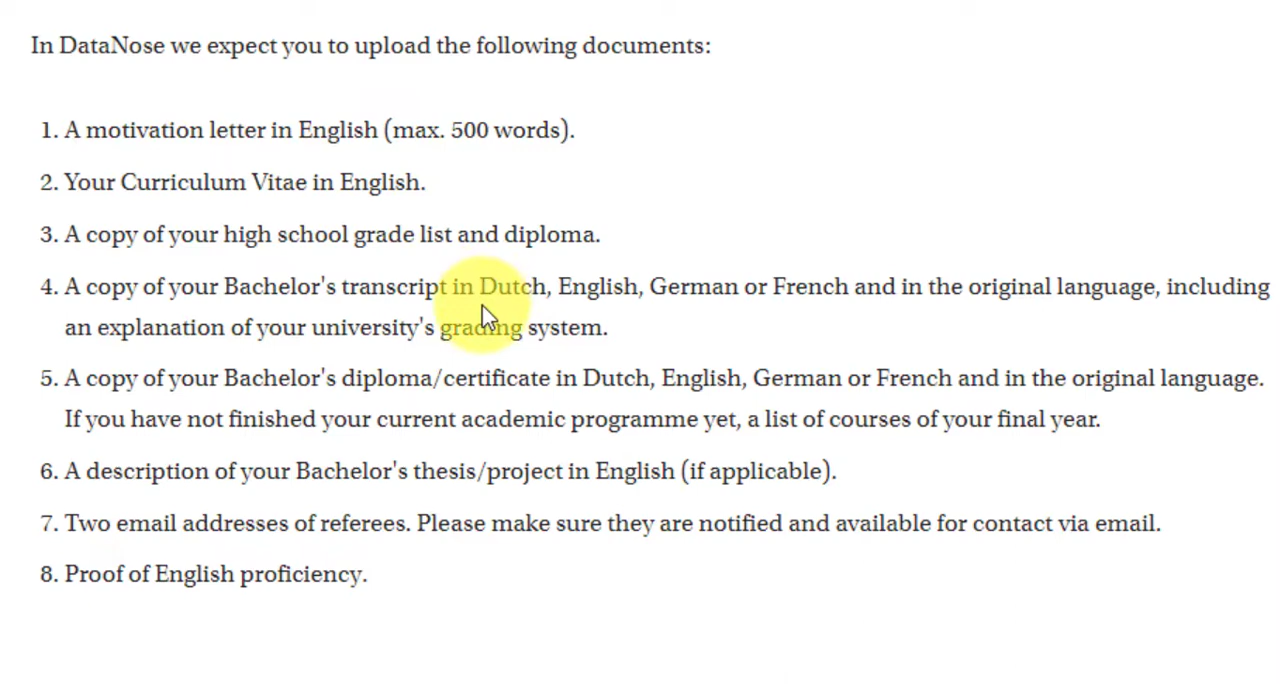 In DataNose we expect you to upload the following documents:
1. A motivation letter in English (max. 500 words).
2. Your Curriculum Vitae in English.
3. A copy of your high school grade list and diploma.
4. A copy of your Bachelor's transcript in Dutch, English, German or French and in the original language, including
an explanation of your university's grading system.
5. A copy of your Bachelor's diploma/certificate in Dutch, English, German or French and in the original language.
If you have not finished your current academic programme yet, a list of courses of your final year.
6. A description of your Bachelor's thesis/project in English (if applicable).
7. Two email addresses of referees. Please make sure they are notified and available for contact via email.
8. Proof of English proficiency.